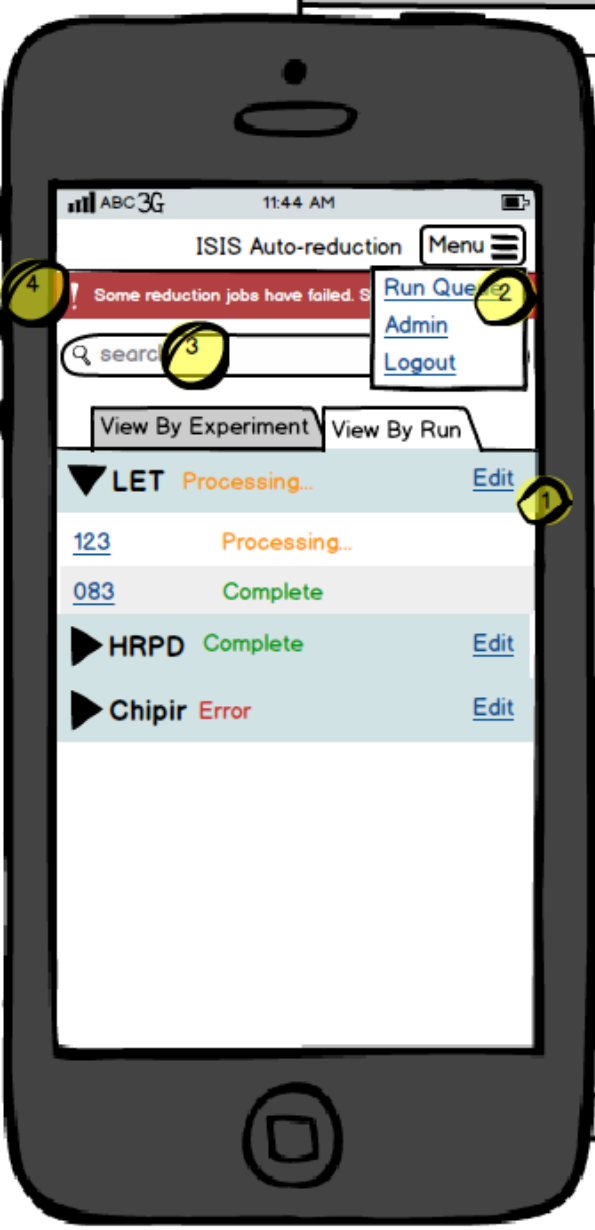 ABC 3G 11:44 AM
ISIS Auto-reduction Menu
4 ! Some reduction jobs have failed. S
Run Queue 2
Admin
Logout
search 3
View By Experiment View By Run
LET Processing... Edit
1
123 Processing...
083 Complete
HRPD Complete Edit
Chipir Error Edit